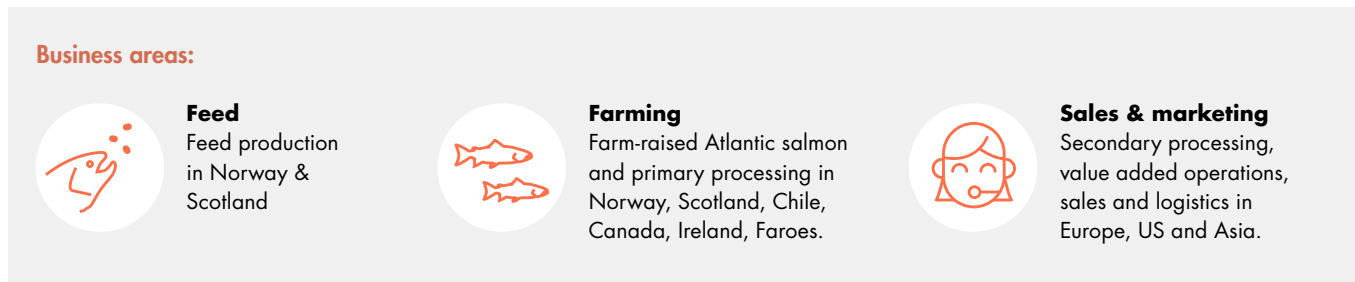 Business areas:
Feed
Feed production
in Norway &
Scotland
Farming
Farm-raised Atlantic salmon
and primary processing in
Norway, Scotland, Chile,
Canada, Ireland, Faroes.
Sales & marketing
Secondary processing,
value added operations,
sales and logistics in
Europe, US and Asia.